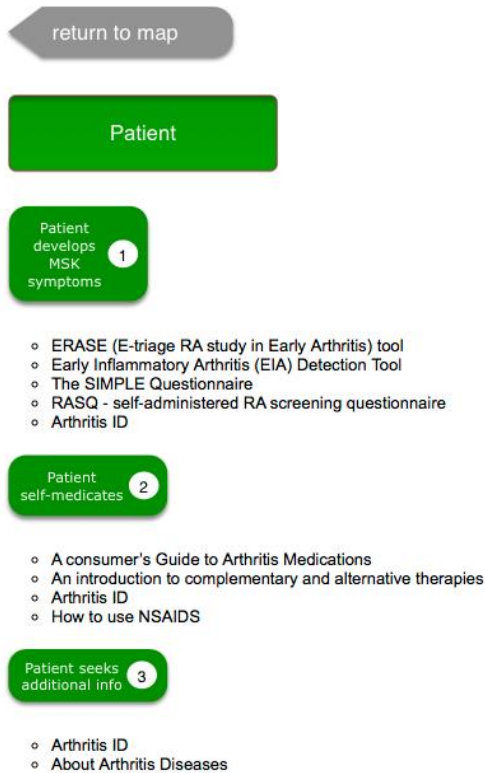 return to map
Patient
Patient
develops
MSK
symptoms
1
ERASE (E-triage RA study in Early Arthritis) tool
Early Inflammatory Arthritis (EIA) Detection Tool
The SIMPLE Questionnaire
RASQ - self-administered RA screening questionnaire
Arthritis ID
Patient
self-medicates
2
A consumer's Guide to Arthritis Medications
An introduction to complementary and alternative therapies
Arthritis ID
How to use NSAIDS
Patient seeks
additional info
3
Arthritis ID
About Arthritis Diseases